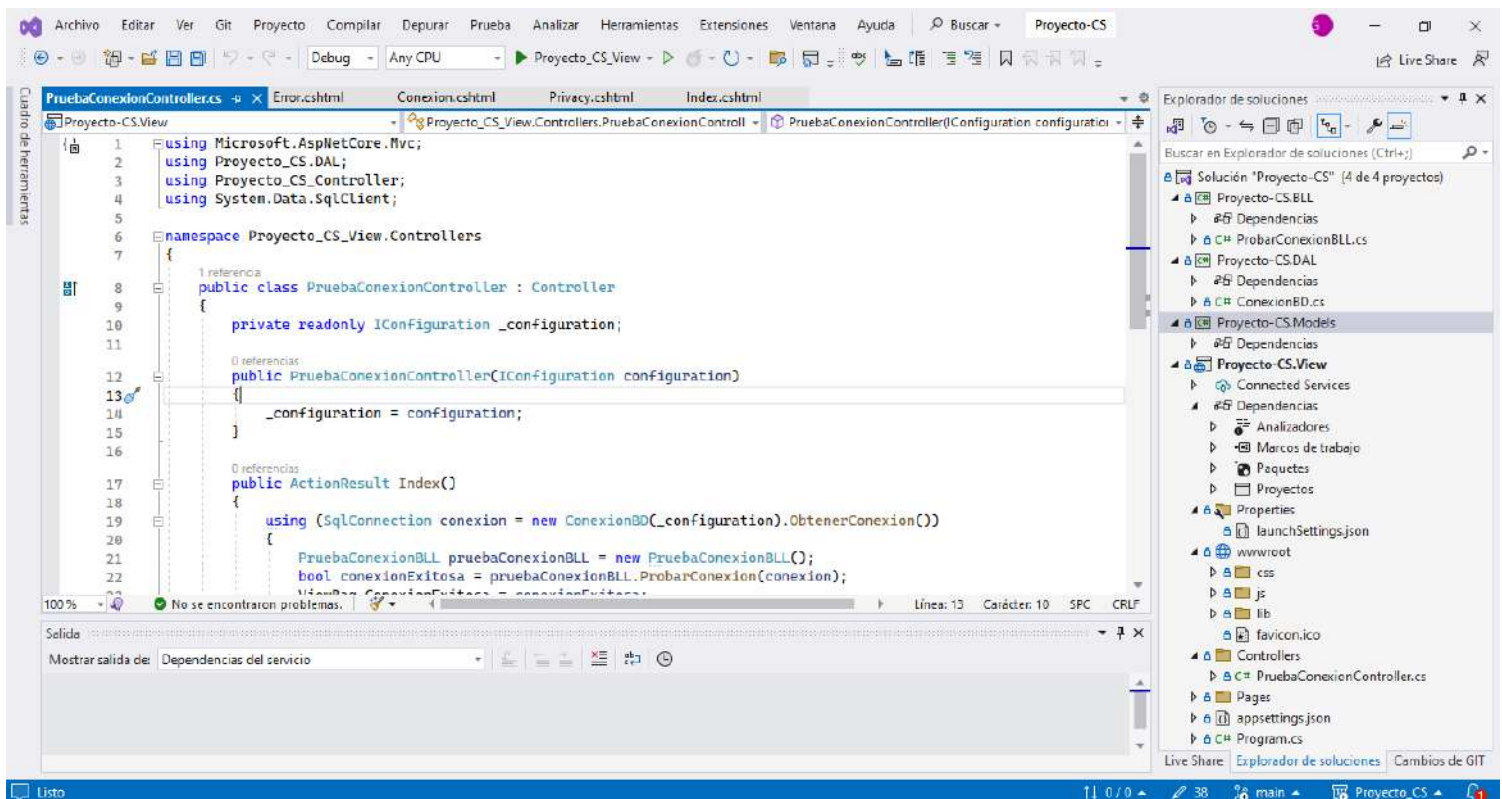 Archivo Editar Ver Git Proyecto Compilar Depurar Prueba Analizar Herramientas Extensiones Ventana Ayuda Buscar Proyecto-CS
Debug Any CPU Proyecto_CS_View Live Share
Cuadro de herramientas
PruebaConexionController.cs Error.cshtml Conexion.cshtml Privacy.cshtml Index.cshtml
Proyecto-CS.View Proyecto_CS_View.Controllers.PruebaConexionControll PruebaConexionController(IConfiguration configuration
1 using Microsoft.AspNetCore.Mvc;
2 using Proyecto_CS.DAL;
3 using Proyecto_CS_Controller;
4 using System.Data.SqlClient;
5
6 namespace Proyecto_CS_View.Controllers
7 {
1 referencia
8 public class PruebaConexionController : Controller
9 {
10 private readonly IConfiguration _configuration;
11
0 referencias
12 public PruebaConexionController(IConfiguration configuration)
13 {
14 _configuration = configuration;
15 }
16
0 referencias
17 public ActionResult Index()
18 {
19 using (SqlConnection conexion = new ConexionBD(_configuration).ObtenerConexion())
20 {
21 PruebaConexionBLL pruebaConexionBLL = new PruebaConexionBLL();
22 bool conexionExitosa = pruebaConexionBLL.ProbarConexion(conexion);
23 ViewBag.ConexionExitosa = conexionExitosa;
100 % No se encontraron problemas. Línea: 13 Carácter: 10 SPC CRLF
Salida
Mostrar salida de: Dependencias del servicio
Explorador de soluciones
Buscar en Explorador de soluciones (Ctrl+;)
Solución "Proyecto-CS" (4 de 4 proyectos)
Proyecto-CS.BLL
Dependencias
C# ProbarConexionBLL.cs
Proyecto-CS.DAL
Dependencias
C# ConexionBD.cs
Proyecto-CS.Models
Dependencias
Proyecto-CS.View
Connected Services
Dependencias
Analizadores
Marcos de trabajo
Paquetes
Proyectos
Properties
launchSettings.json
wwwroot
css
js
lib
favicon.ico
Controllers
C# PruebaConexionController.cs
Pages
appsettings.json
C# Program.cs
Live Share Explorador de soluciones Cambios de GIT
Listo 0 / 0 38 main Proyecto_CS 1